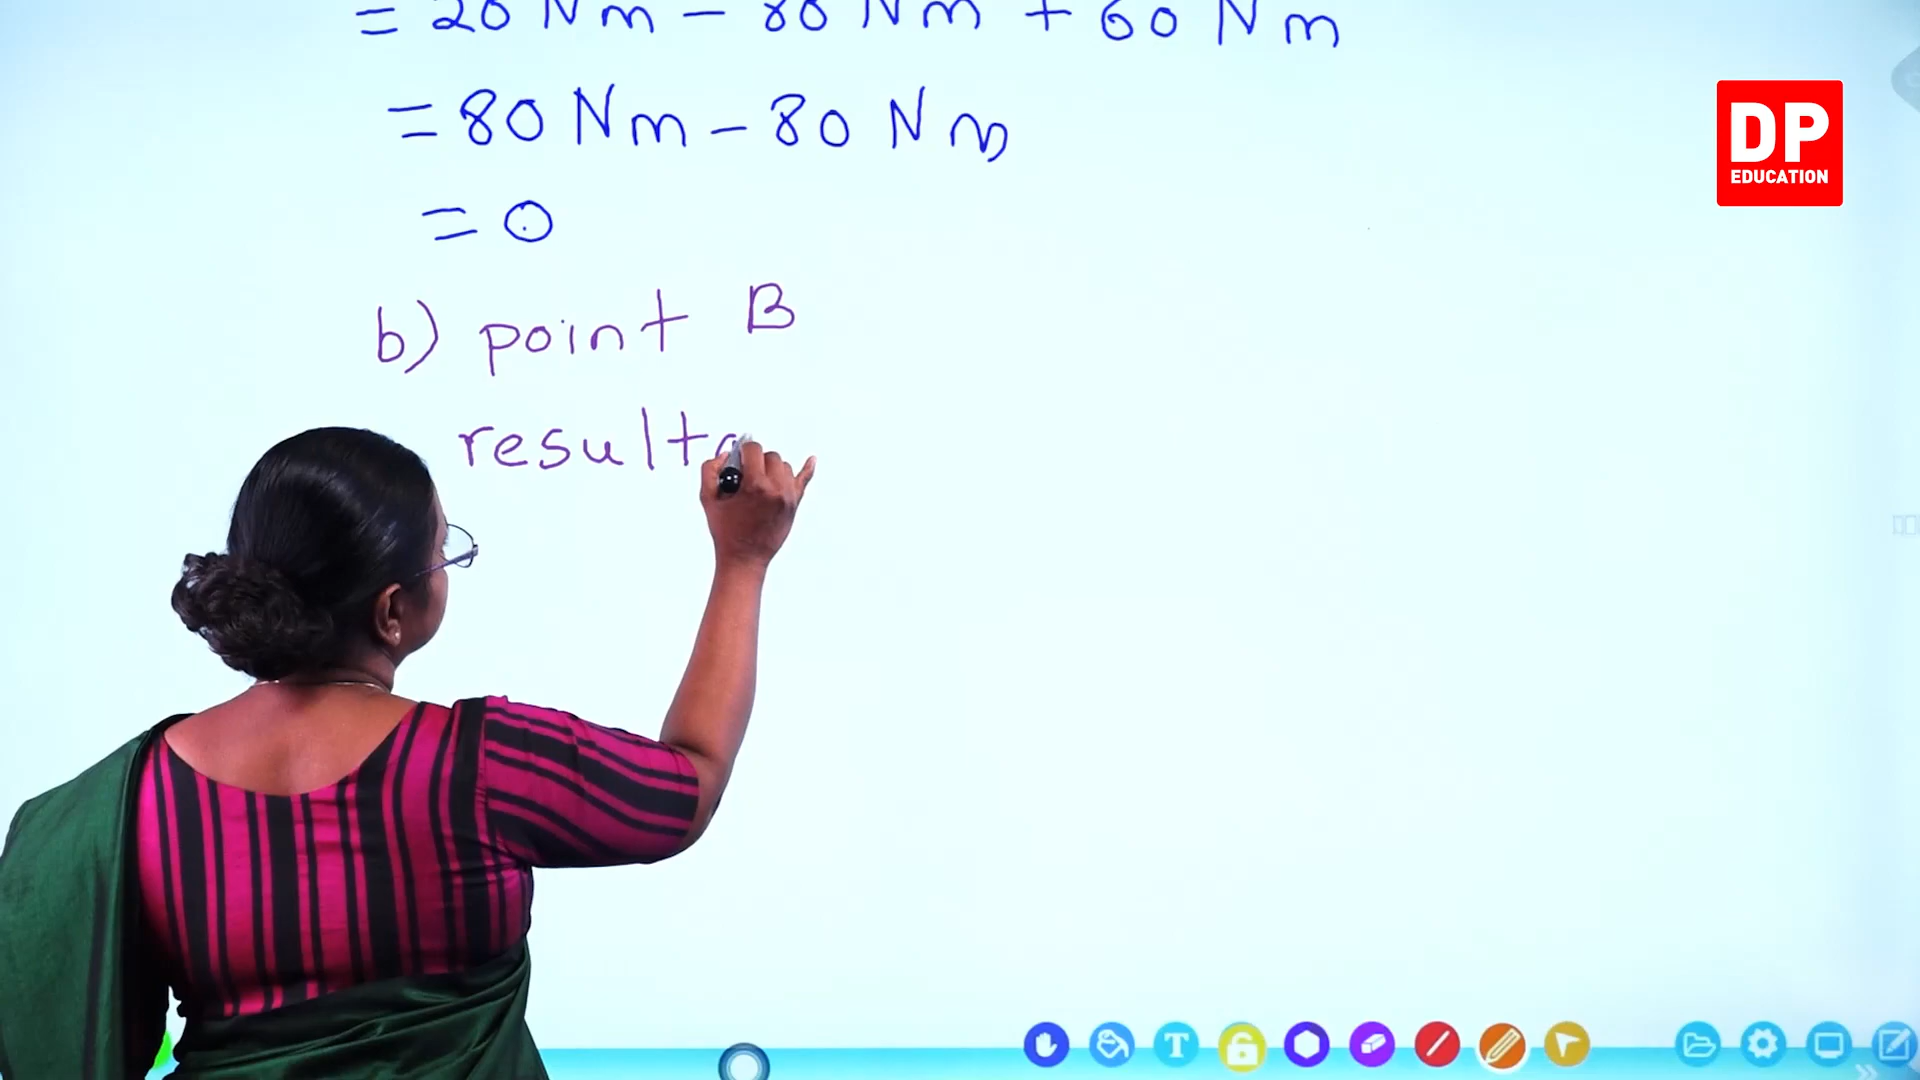 = 20 Nm - 80 Nm + 60 Nm
= 80 Nm - 80 Nm
= 0
b) point B
resulta
DP
EDUCATION
T